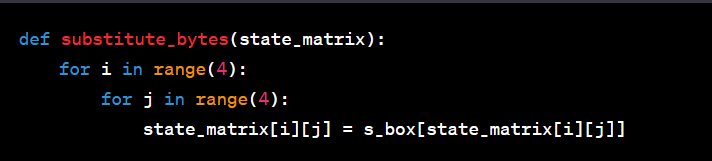 def substitute_bytes(state_matrix):
    for i in range(4):
        for j in range(4):
            state_matrix[i][j] = s_box[state_matrix[i][j]]